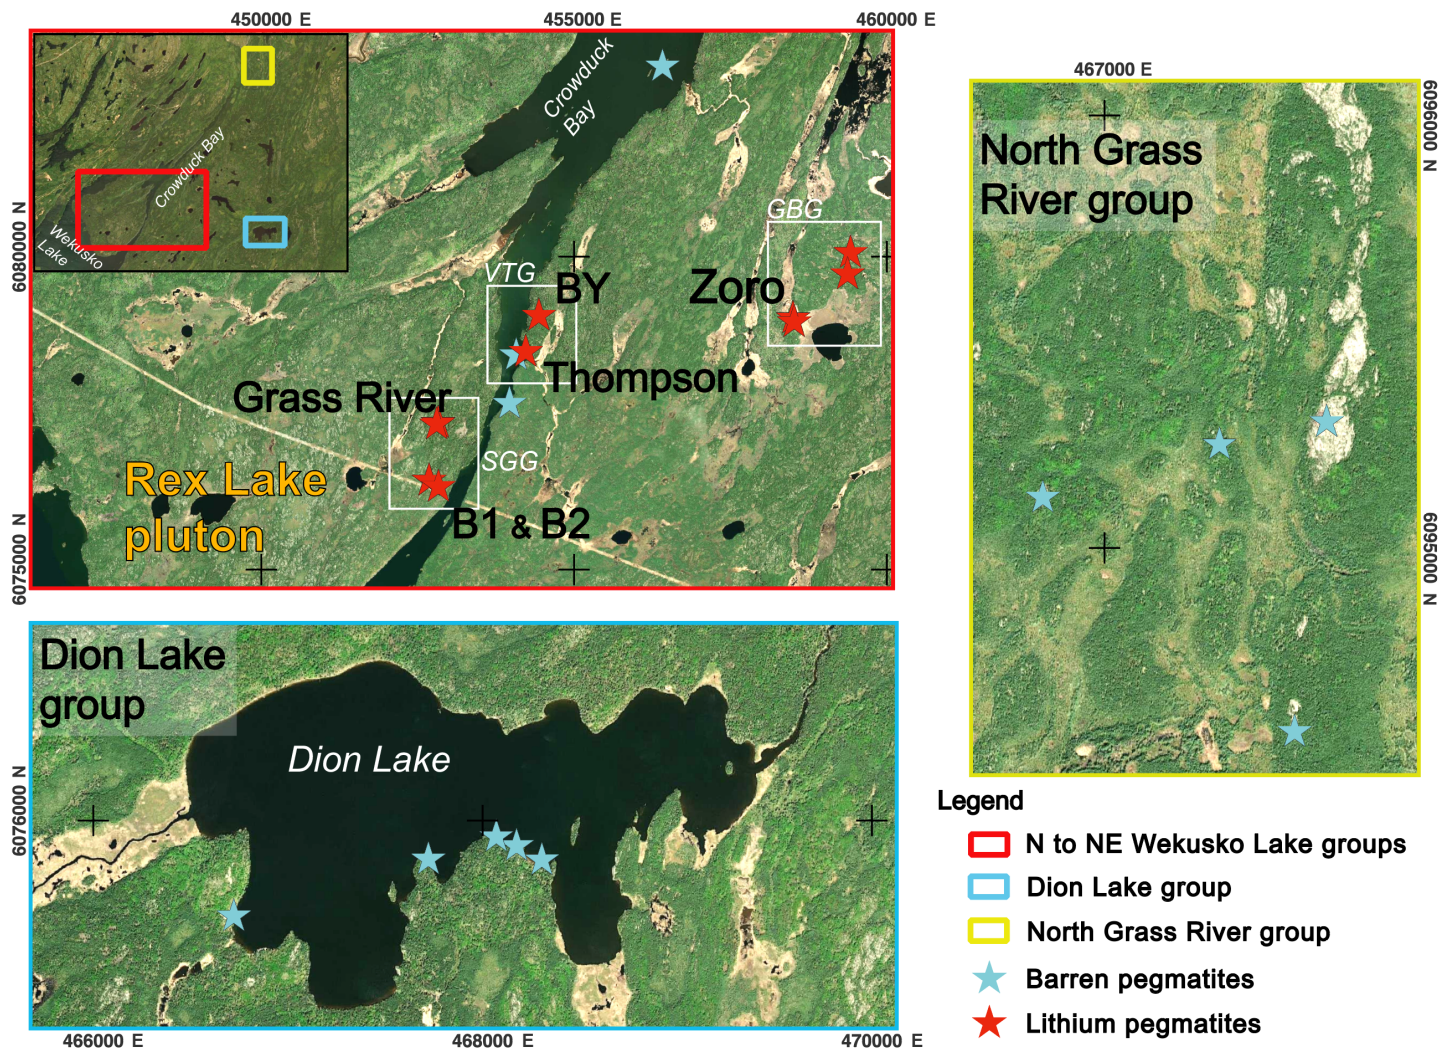 450000 E
455000 E
460000 E
6080000 N
6075000 N
Crowduck
Bay
Crowduck Bay
Wekusko
Lake
GBG
VTG
BY
Zoro
Thompson
Grass River
SGG
Rex Lake
pluton
B1 & B2
467000 E
6096000 N
6095000 N
North Grass
River group
Dion Lake
group
Dion Lake
6076000 N
466000 E
468000 E
470000 E
Legend
N to NE Wekusko Lake groups
Dion Lake group
North Grass River group
Barren pegmatites
Lithium pegmatites